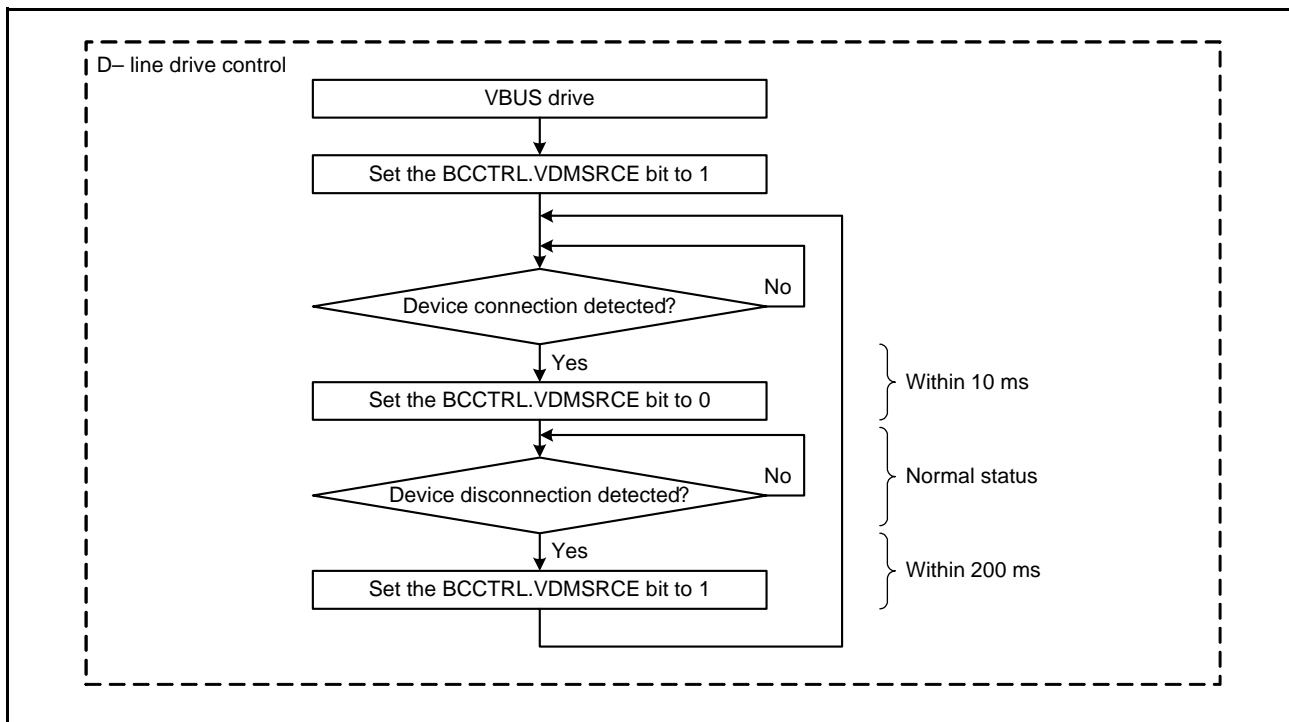 D– line drive control
VBUS drive
Set the BCCTRL.VDMSRCE bit to 1
Device connection detected?
No
Yes
Within 10 ms
Set the BCCTRL.VDMSRCE bit to 0
Normal status
Device disconnection detected?
No
Yes
Within 200 ms
Set the BCCTRL.VDMSRCE bit to 1